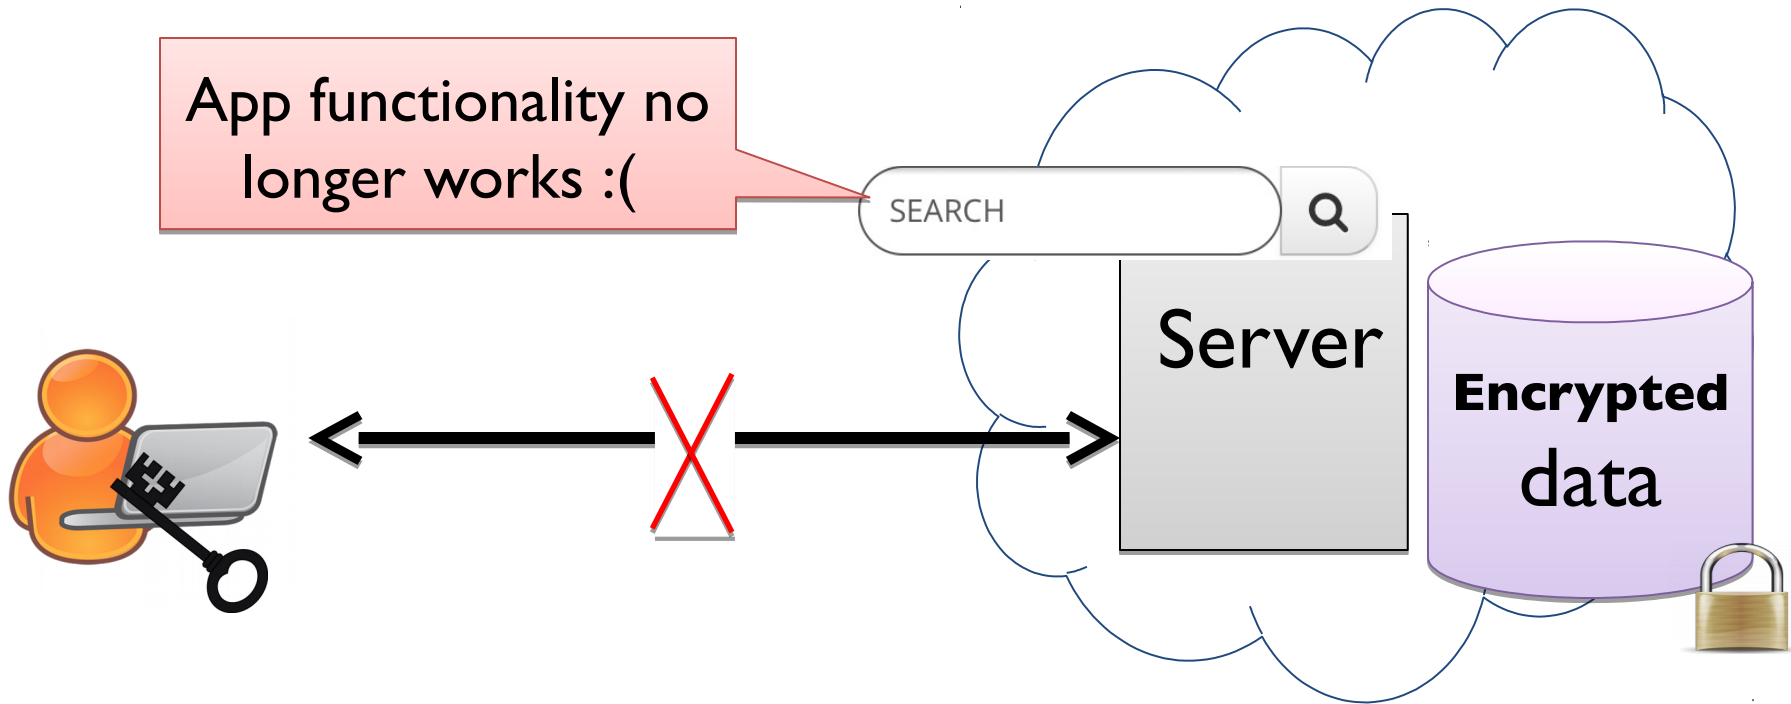 App functionality no
longer works :(
SEARCH
Server
Encrypted
data